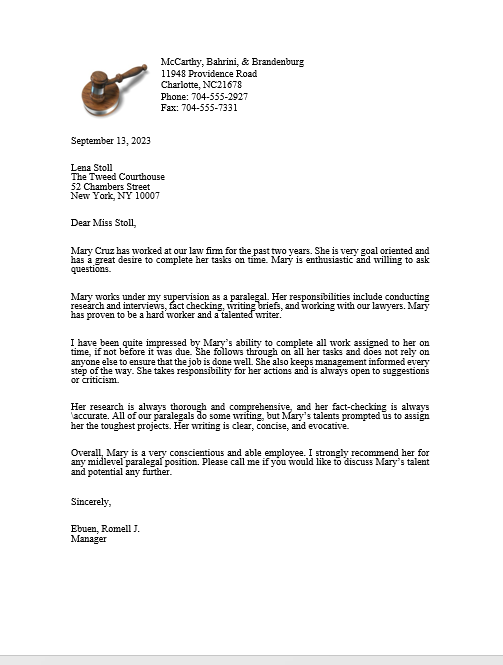 McCarthy, Bahrini, & Brandenburg
11948 Providence Road
Charlotte, NC21678
Phone: 704-555-2927
Fax: 704-555-7331
September 13, 2023
Lena Stoll
The Tweed Courthouse
52 Chambers Street
New York, NY 10007
Dear Miss Stoll,
Mary Cruz has worked at our law firm for the past two years. She is very goal oriented and
has a great desire to complete her tasks on time. Mary is enthusiastic and willing to ask
questions.
Mary works under my supervision as a paralegal. Her responsibilities include conducting
research and interviews, fact checking, writing briefs, and working with our lawyers. Mary
has proven to be a hard worker and a talented writer.
I have been quite impressed by Mary’s ability to complete all work assigned to her on
time, if not before it was due. She follows through on all her tasks and does not rely on
anyone else to ensure that the job is done well. She also keeps management informed every
step of the way. She takes responsibility for her actions and is always open to suggestions
or criticism.
Her research is always thorough and comprehensive, and her fact-checking is always
\accurate. All of our paralegals do some writing, but Mary’s talents prompted us to assign
her the toughest projects. Her writing is clear, concise, and evocative.
Overall, Mary is a very conscientious and able employee. I strongly recommend her for
any midlevel paralegal position. Please call me if you would like to discuss Mary’s talent
and potential any further.
Sincerely,
Ebuen, Romell J.
Manager